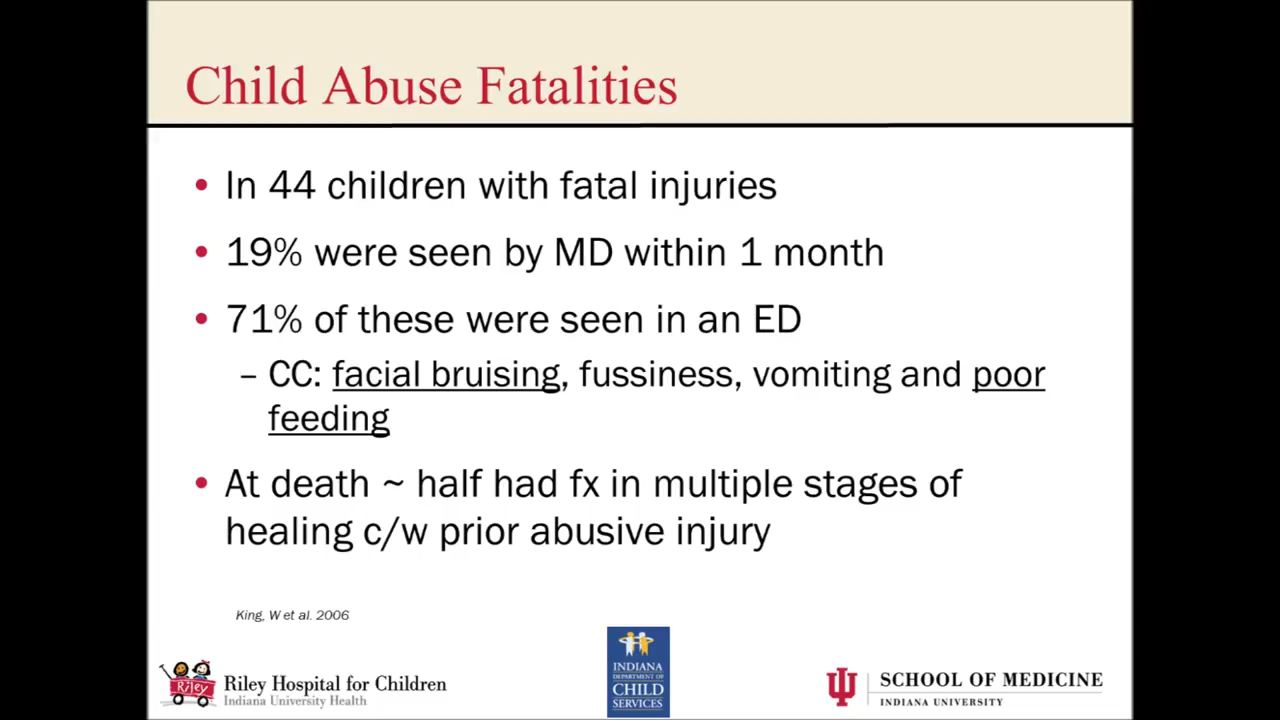 Child Abuse Fatalities
• In 44 children with fatal injuries
• 19% were seen by MD within 1 month
• 71% of these were seen in an ED
– CC: facial bruising, fussiness, vomiting and poor
feeding
• At death ~ half had fx in multiple stages of
healing c/w prior abusive injury
King, W et al. 2006
Riley
Riley Hospital for Children
Indiana University Health
INDIANA
DEPARTMENT OF
CHILD
SERVICES
SCHOOL OF MEDICINE
INDIANA UNIVERSITY